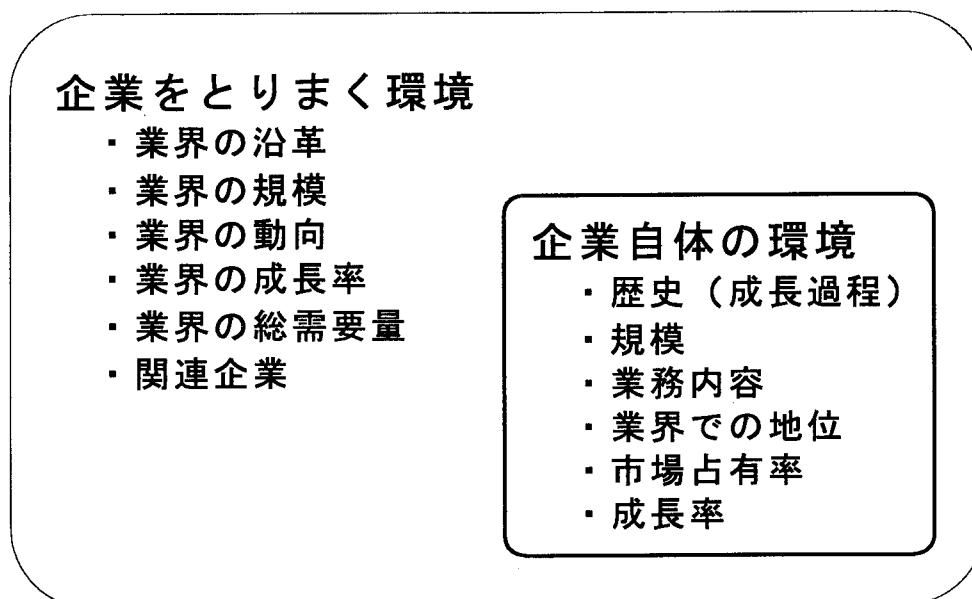 企業をとりまく環境
・業界の沿革
・業界の規模
・業界の動向
・業界の成長率
・業界の総需要量
・関連企業
企業自体の環境
・歴史（成長過程）
・規模
・業務内容
・業界での地位
・市場占有率
・成長率